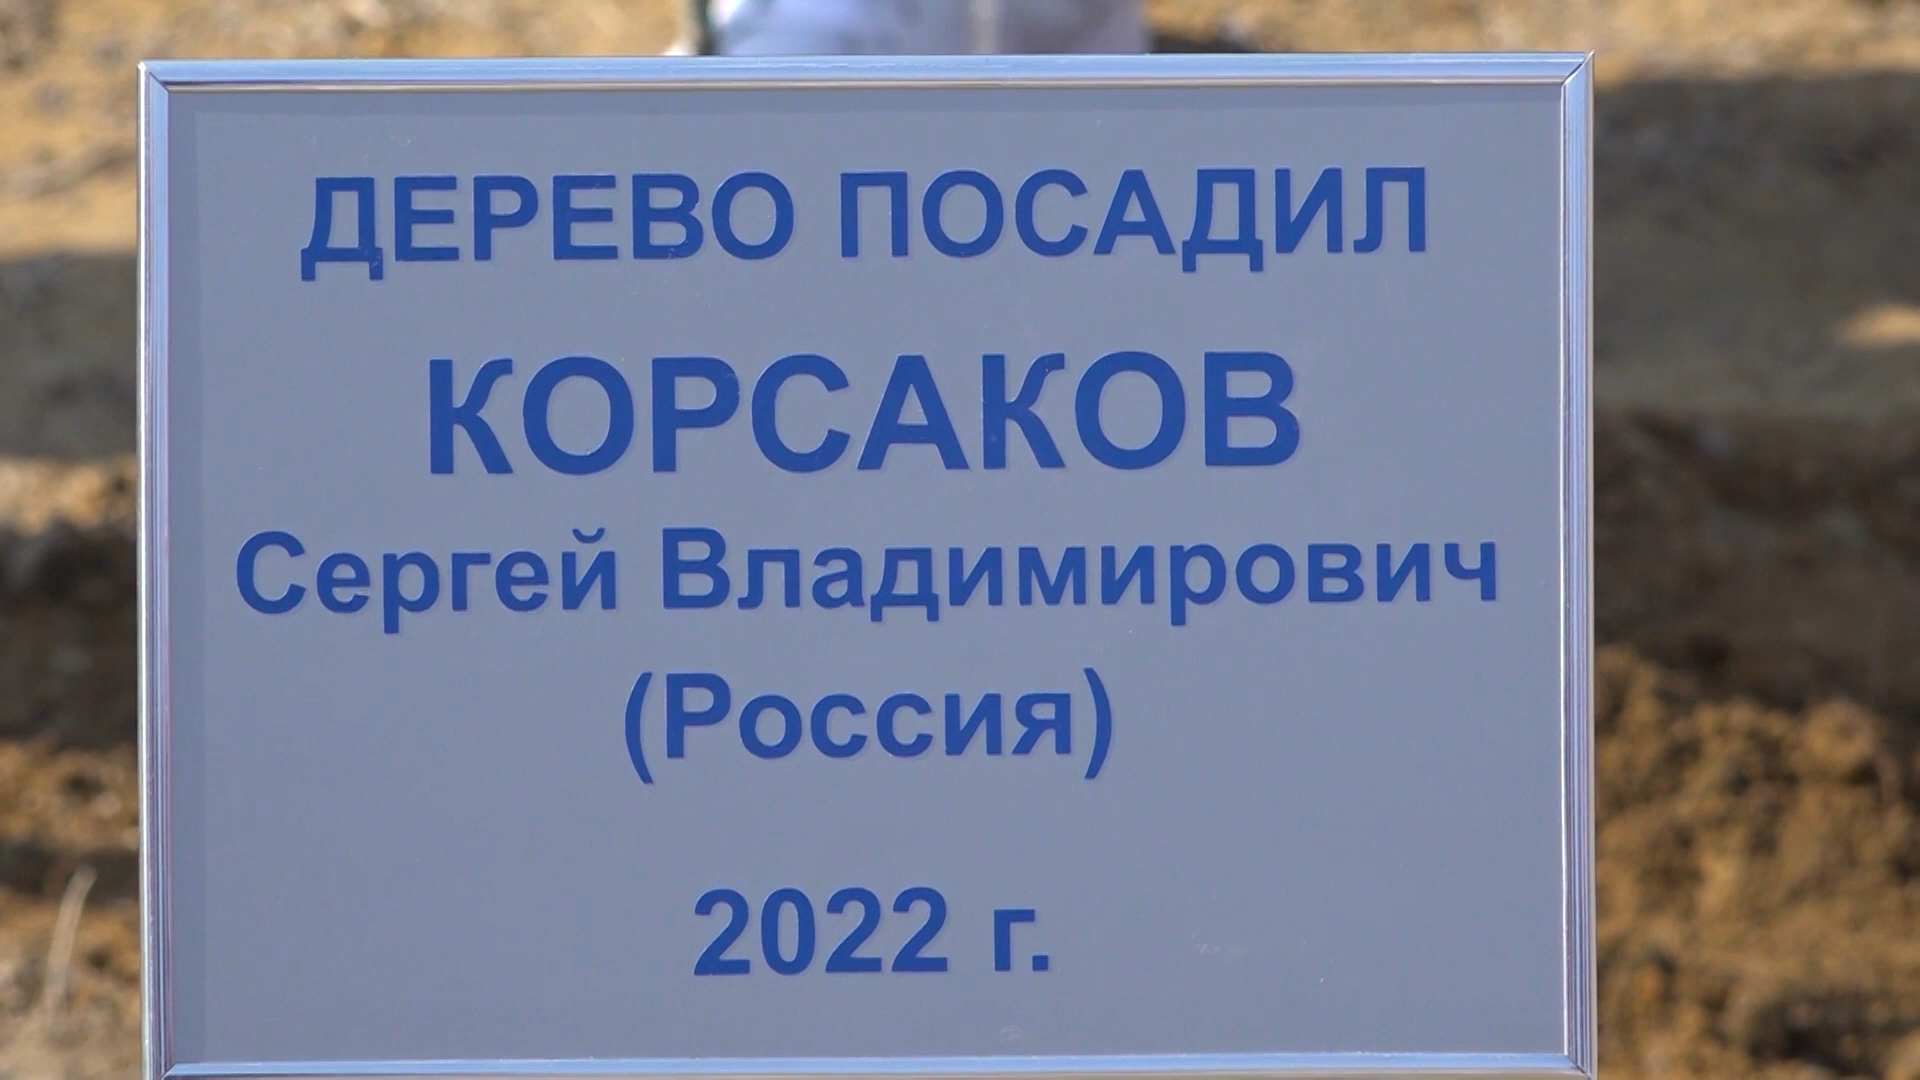 ДЕРЕВО ПОСАДИЛ
КОРСАКОВ
Сергей Владимирович
(Россия)
2022 г.